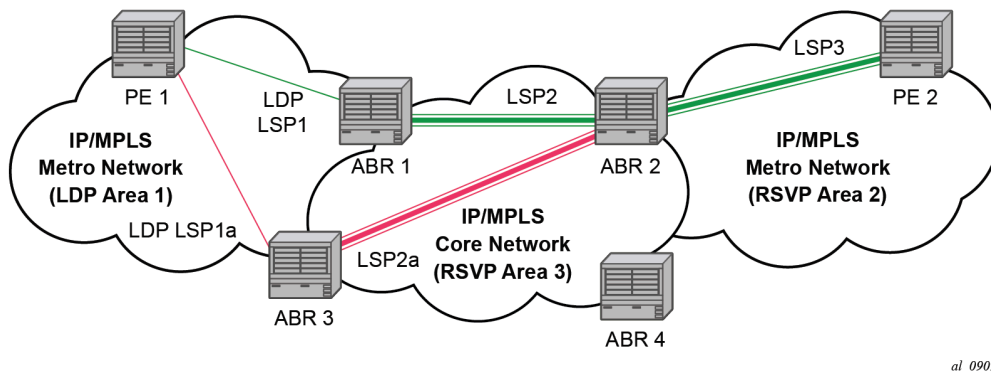 PE 1
IP/MPLS
Metro Network
(LDP Area 1)
LDP
LSP1
LDP LSP1a
ABR 1
ABR 3
LSP2
LSP2a
IP/MPLS
Core Network
(RSVP Area 3)
ABR 2
ABR 4
LSP3
PE 2
IP/MPLS
Metro Network
(RSVP Area 2)